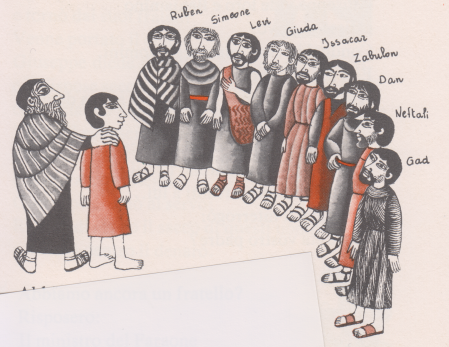 Ruben
Simeone
Levi
Giuda
Issacar
Zabulon
Dan
Neftali
Gad